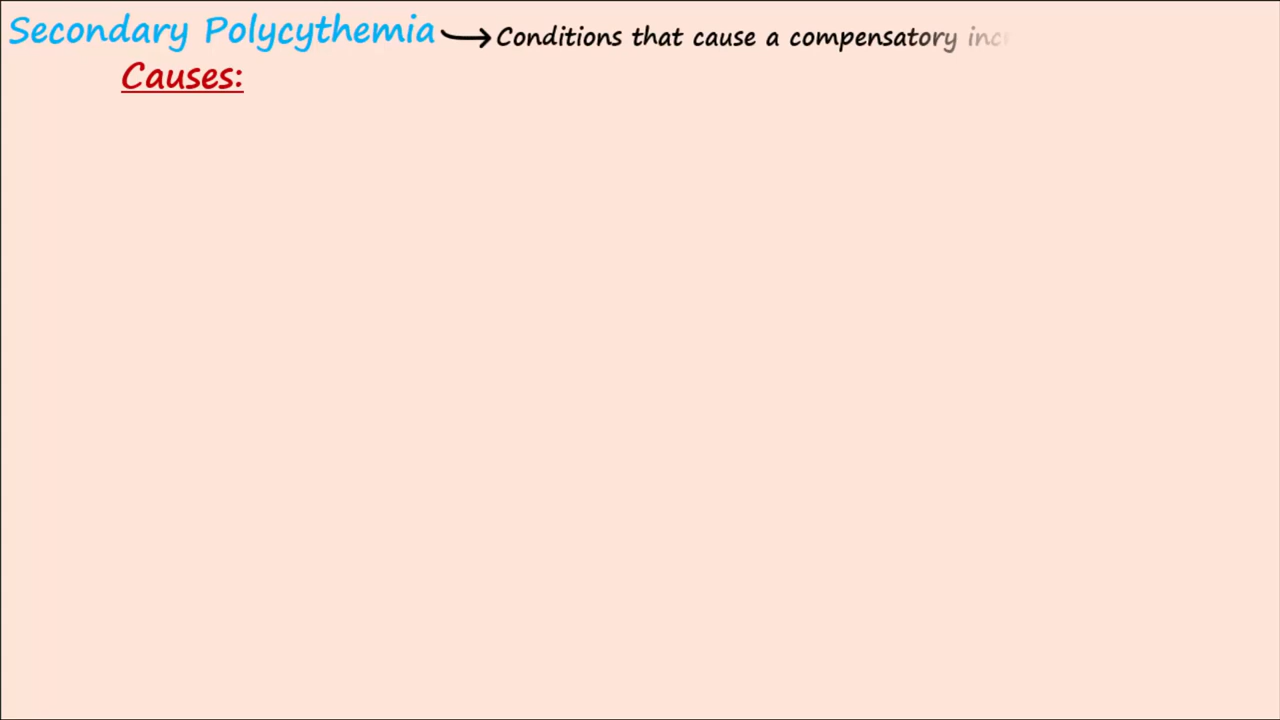 Secondary Polycythemia → Conditions that cause a compensatory
Causes: